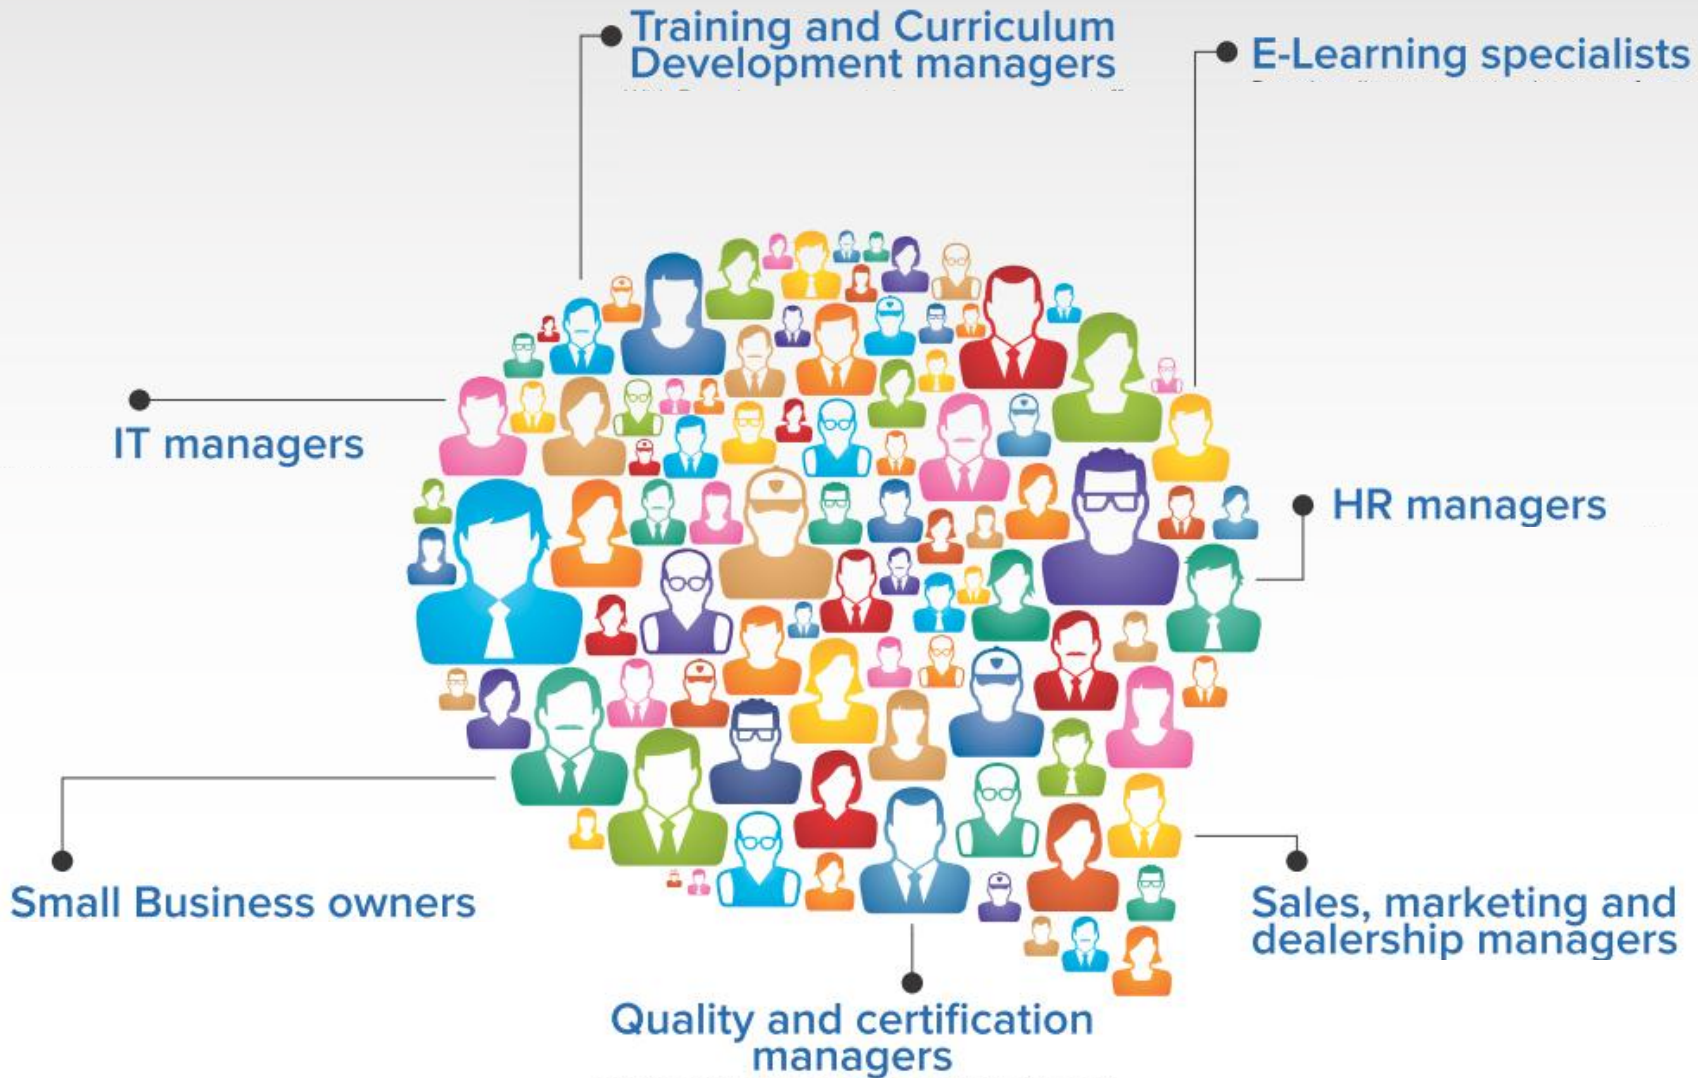 Training and Curriculum
Development managers
E-Learning specialists
IT managers
HR managers
Small Business owners
Sales, marketing and
dealership managers
Quality and certification
managers